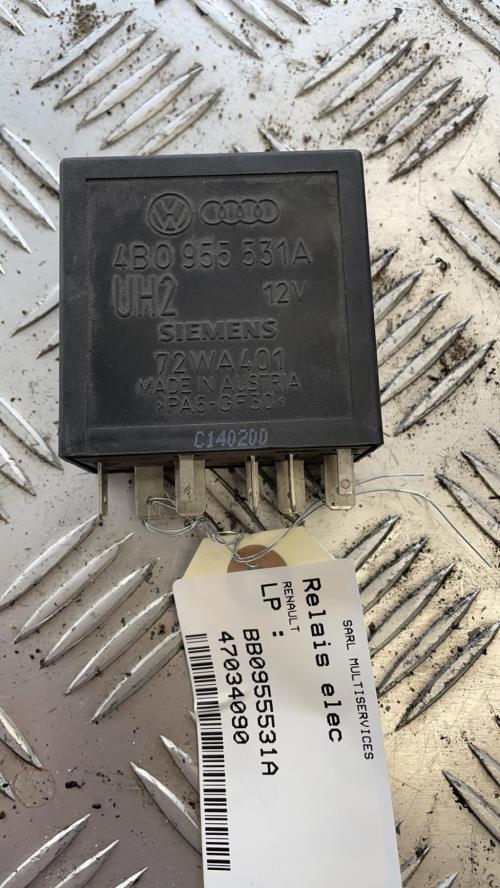 4B0 955 531A
UH2 12V
SIEMENS
72WA401
MADE IN AUSTRIA
>PA6-GF30<
C140200
SARL MULTISERVICES
Relais elec
RENAULT
LP :
BB0955531A
47034090